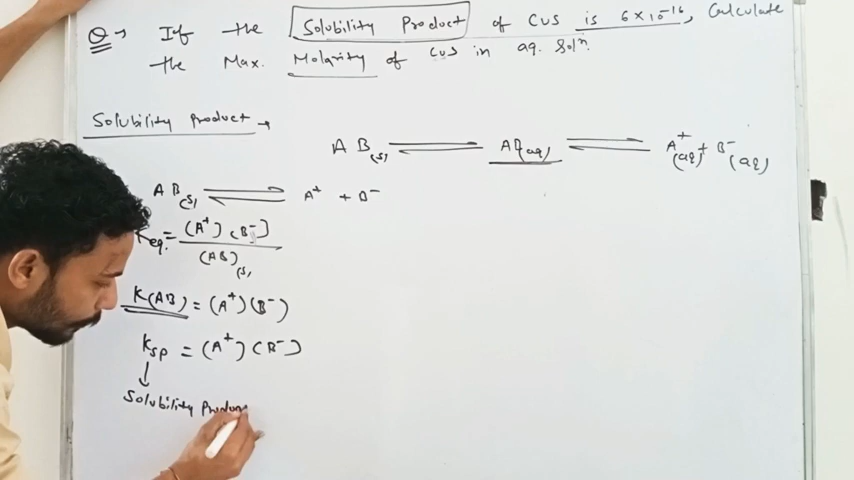 Q → If the Solubility Product of CuS is 6 × 10⁻¹⁶, Calculate
the Max. Molarity of CuS in aq. Solⁿ.
Solubility Product →
AB(s) ⇌ AB(aq) ⇌ A⁺(aq) + B⁻(aq)
AB(s) ⇌ A⁺ + B⁻
Keq. = (A⁺)(B⁻) / (AB)(s)
K(AB) = (A⁺)(B⁻)
Ksp = (A⁺)(B⁻)
↓
Solubility Produc